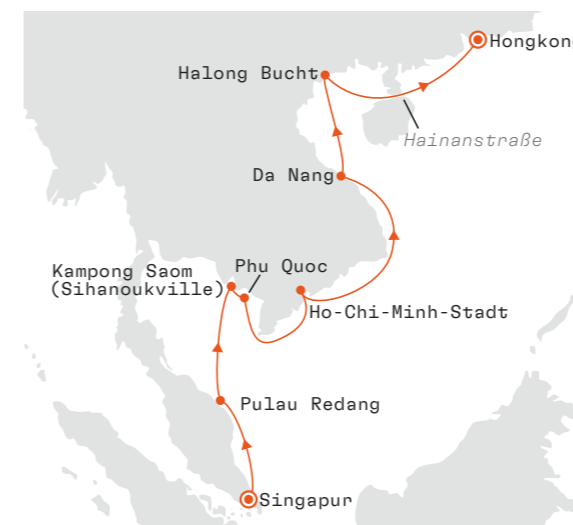 Hongkong
Halong Bucht
Hainanstraße
Da Nang
Phu Quoc
Kampong Saom
(Sihanoukville)
Ho-Chi-Minh-Stadt
Pulau Redang
Singapur